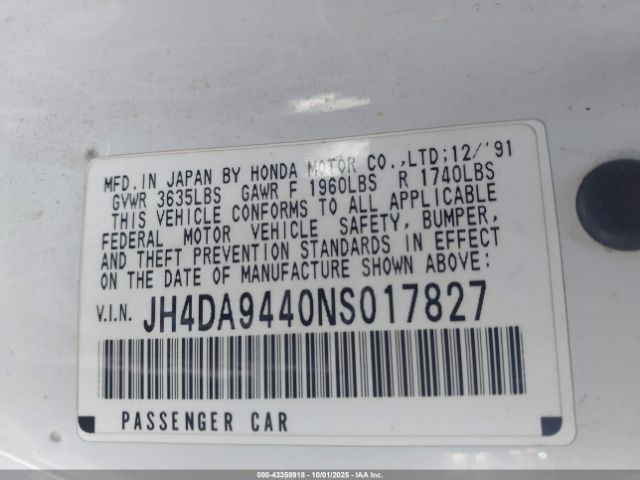 MFD. IN JAPAN BY HONDA MOTOR CO.,LTD;12/'91
GVWR 3635LBS GAWR F 1960LBS R 1740LBS
THIS VEHICLE CONFORMS TO ALL APPLICABLE
FEDERAL MOTOR VEHICLE SAFETY, BUMPER,
AND THEFT PREVENTION STANDARDS IN EFFECT
ON THE DATE OF MANUFACTURE SHOWN ABOVE:
V.I.N. JH4DA9440NS017827
PASSENGER CAR
000-43358918 - 10/01/2025 - IAAI.COM